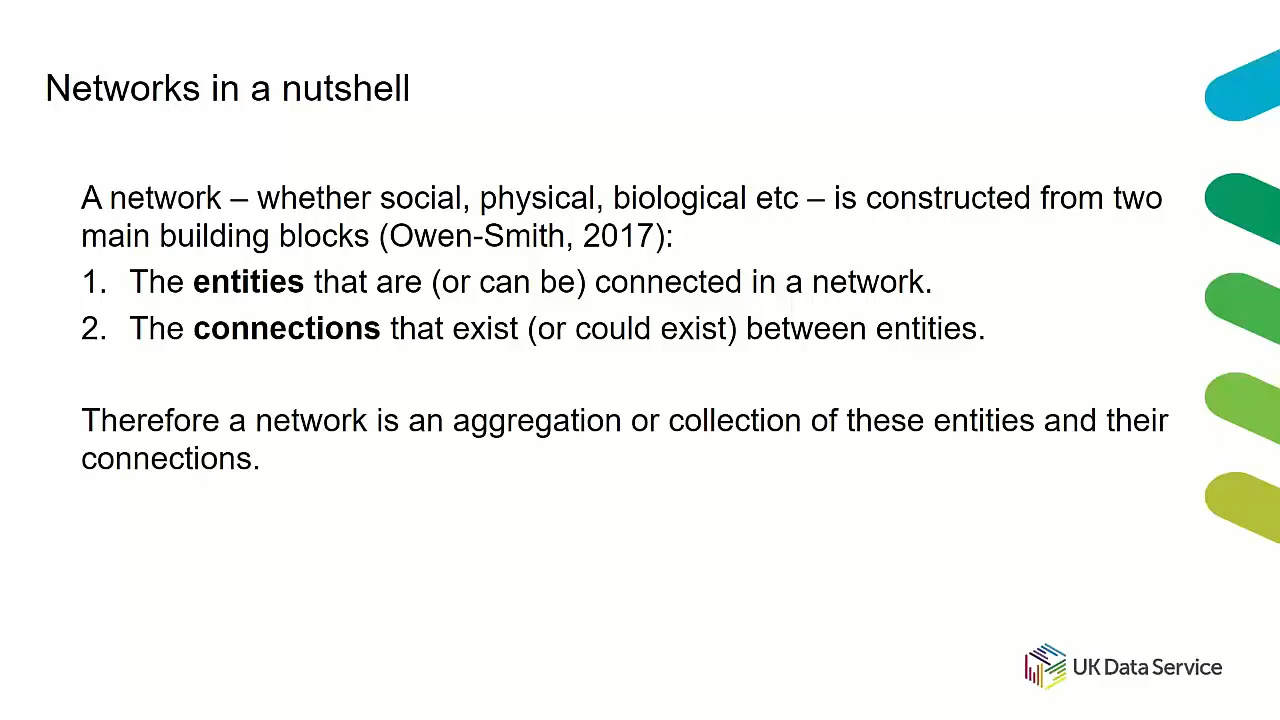 Networks in a nutshell
A network – whether social, physical, biological etc – is constructed from two
main building blocks (Owen-Smith, 2017):
1. The entities that are (or can be) connected in a network.
2. The connections that exist (or could exist) between entities.
Therefore a network is an aggregation or collection of these entities and their
connections.
UK Data Service